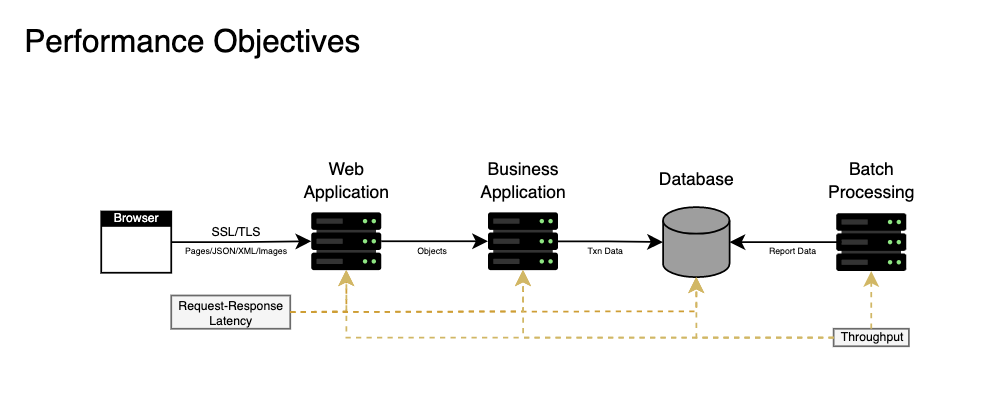 Performance Objectives
Web
Application
Business
Application
Database
Batch
Processing
Browser
SSL/TLS
Pages/JSON/XML/Images
Objects
Txn Data
Report Data
Request-Response
Latency
Throughput